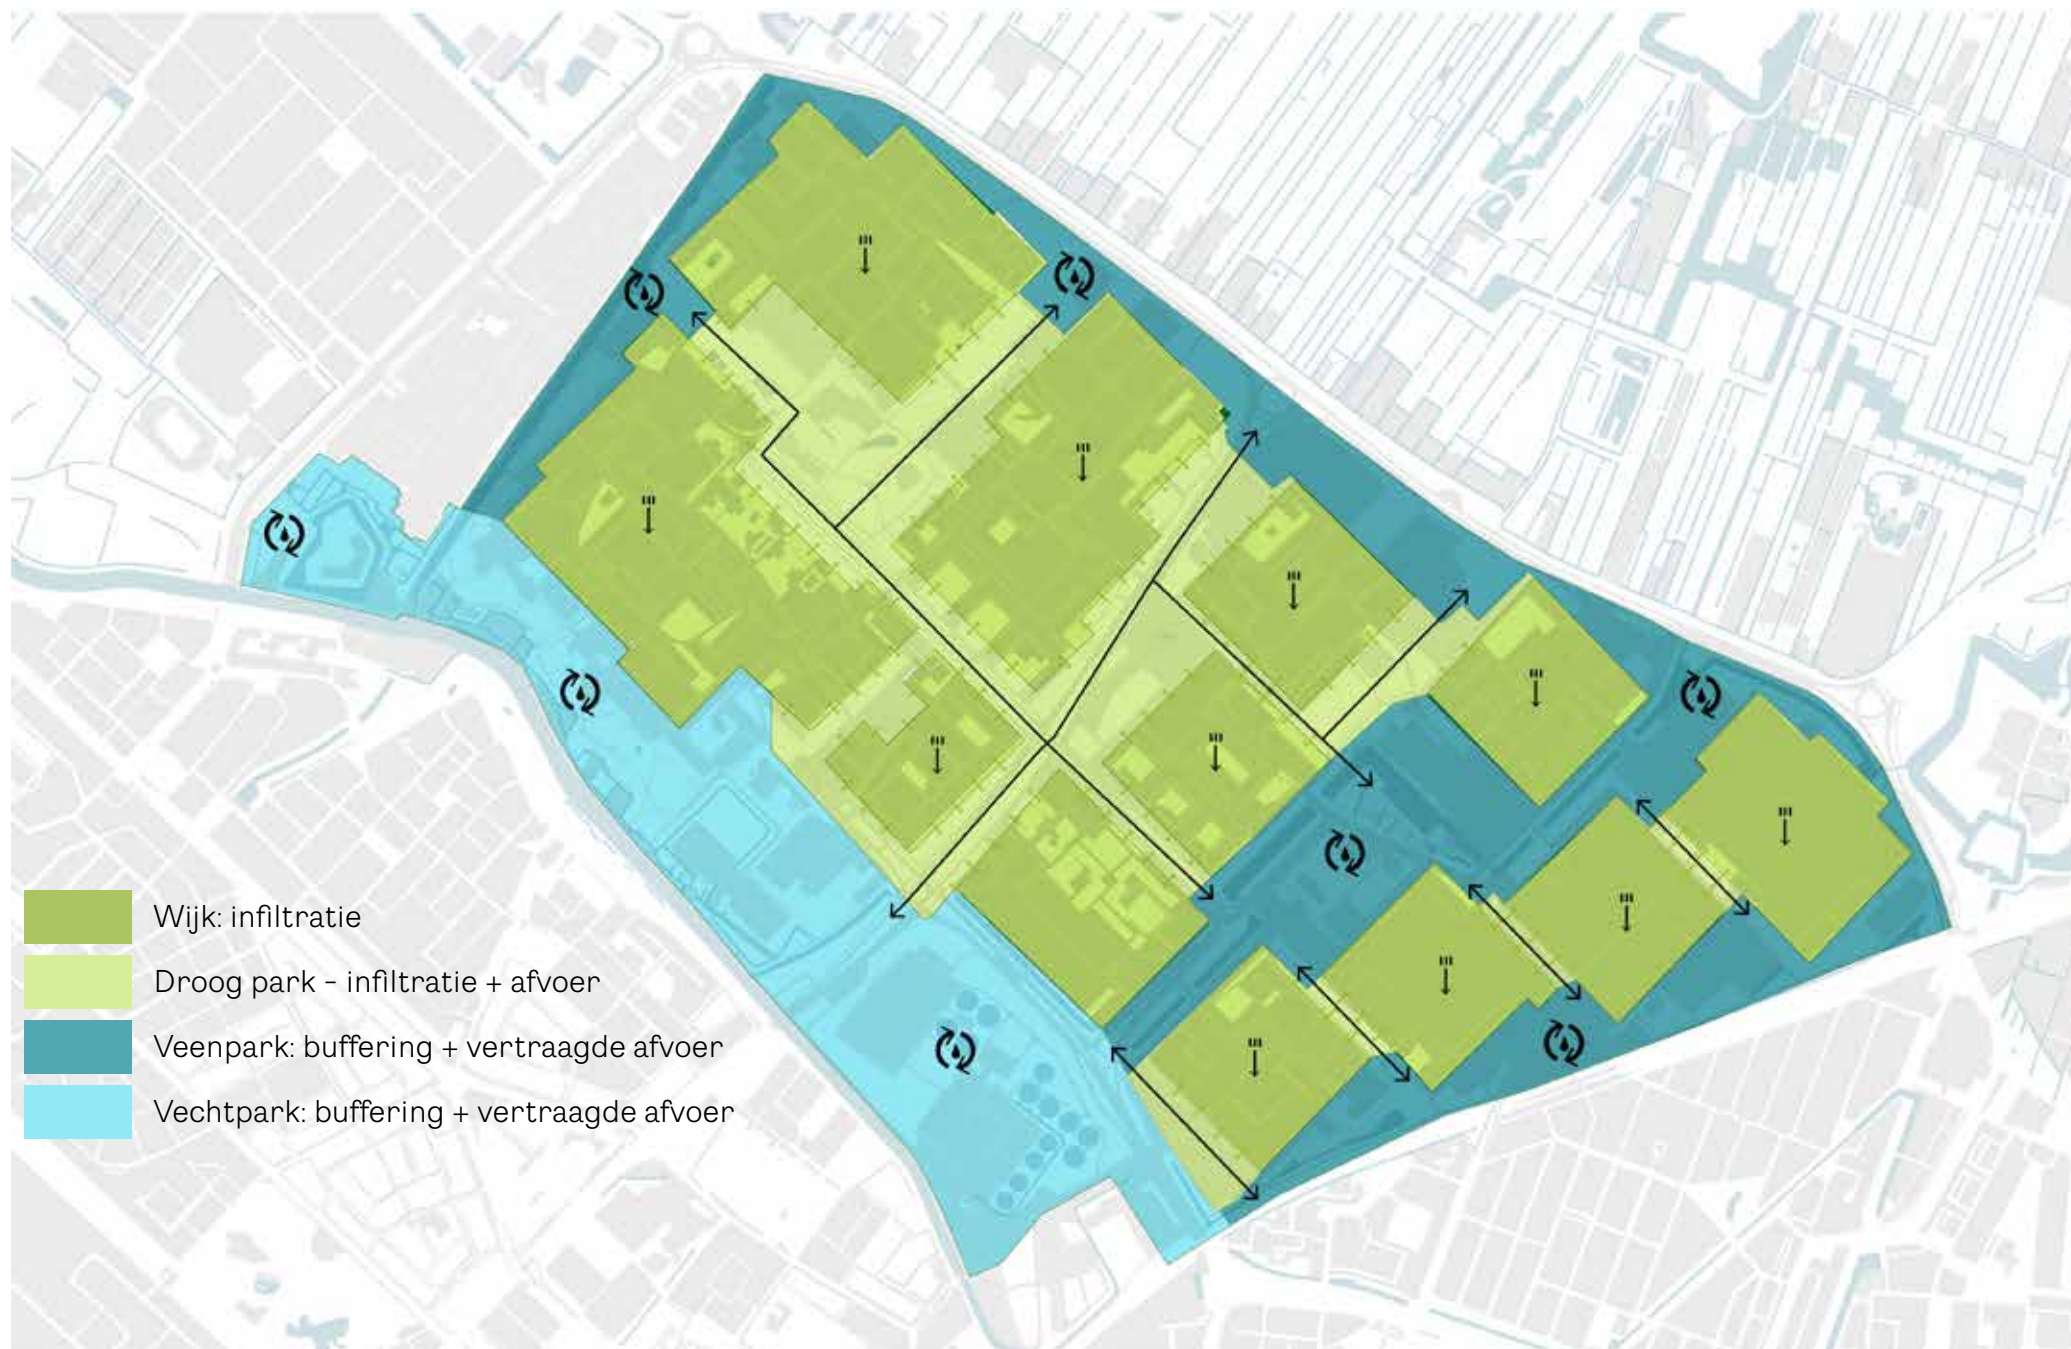 Wijk: infiltratie
Droog park - infiltratie + afvoer
Veenpark: buffering + vertraagde afvoer
Vechtpark: buffering + vertraagde afvoer